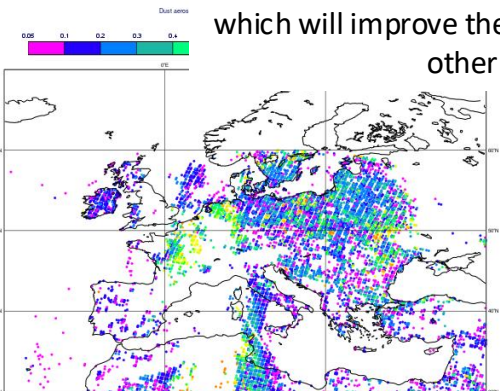 which will improve the
other
Dust aeros
0.05 0.1 0.2 0.3 0.4
0°E